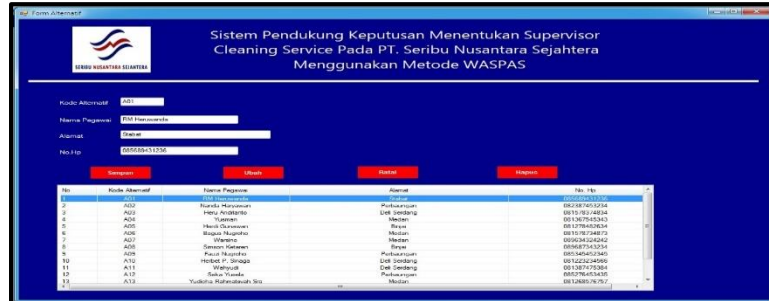 Form Alternatif
SERIBU NUSANTARA SEJAHTERA
Sistem Pendukung Keputusan Menentukan Supervisor
Cleaning Service Pada PT. Seribu Nusantara Sejahtera
Menggunakan Metode WASPAS
Kode Alternatif A01
Nama Pegawai RM Heruwanda
Alamat Stabat
No.Hp 085689431236
Simpan Ubah Batal Hapus
No Kode Alternatif Nama Pegawai Alamat No. Hp
1 A01 RM Heruwanda Stabat 085689431236
2 A02 Nanda Haryawan Perbaungan 082387453234
3 A03 Heru Andrianto Deli Serdang 081578374834
4 A04 Yusman Medan 081367545343
5 A05 Hardi Gunawan Binjai 081278482634
6 A06 Bagus Nugroho Medan 081578734873
7 A07 Warsino Medan 089634324242
8 A08 Simson Ketaren Binjai 089687343234
9 A09 Fauzi Nugroho Perbaungan 085345452345
10 A10 Herbet P. Sinaga Deli Serdang 081223234566
11 A11 Wahyudi Deli Serdang 081387475384
12 A12 Perbaungan 085276453435
13 A13 Medan 081268576757